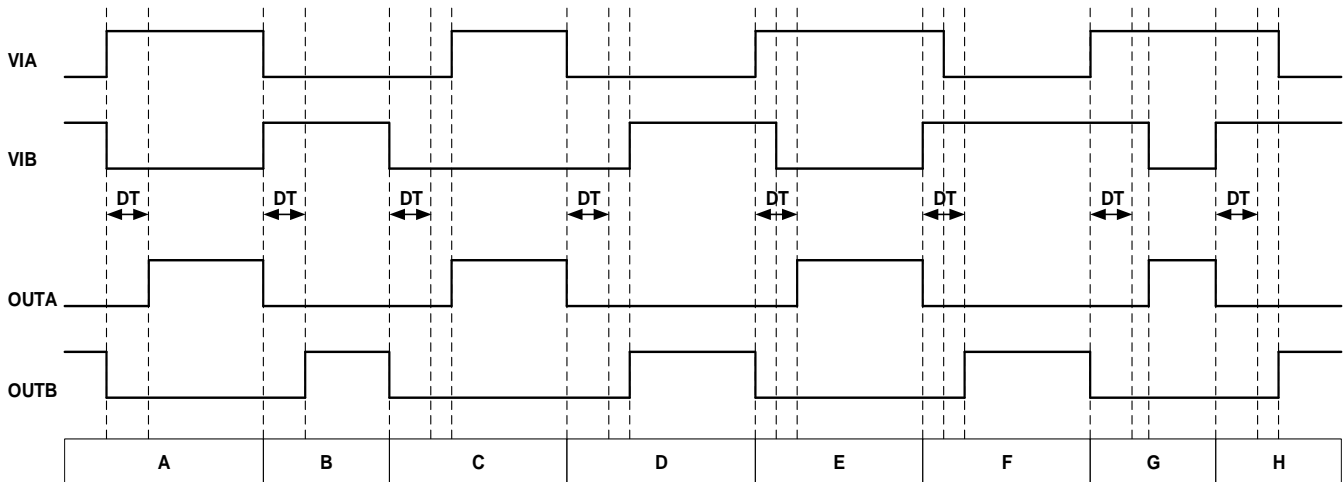 VIA
VIB
DT DT DT DT DT DT DT DT
OUTA
OUTB
A B C D E F G H